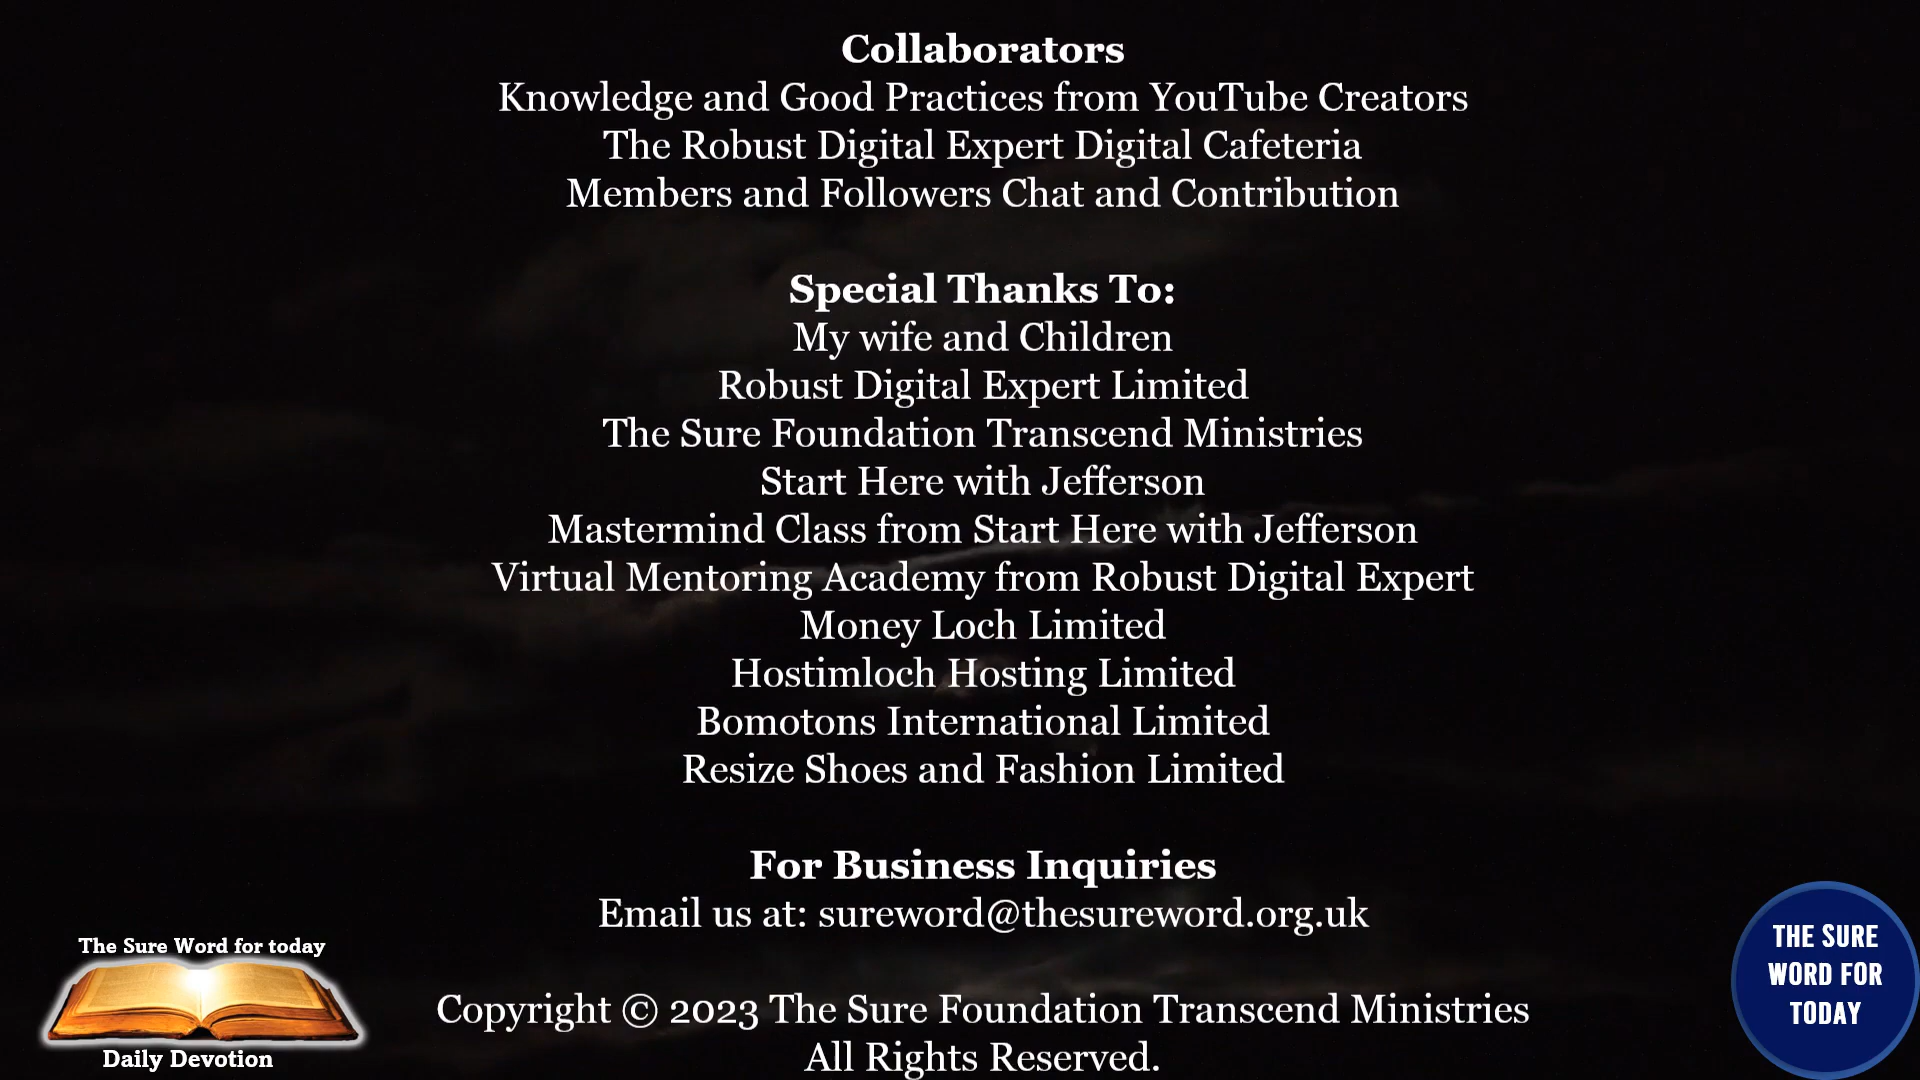 Collaborators
Knowledge and Good Practices from YouTube Creators
The Robust Digital Expert Digital Cafeteria
Members and Followers Chat and Contribution
Special Thanks To:
My wife and Children
Robust Digital Expert Limited
The Sure Foundation Transcend Ministries
Start Here with Jefferson
Mastermind Class from Start Here with Jefferson
Virtual Mentoring Academy from Robust Digital Expert
Money Loch Limited
Hostimloch Hosting Limited
Bomotons International Limited
Resize Shoes and Fashion Limited
For Business Inquiries
Email us at: sureword@thesureword.org.uk
Copyright © 2023 The Sure Foundation Transcend Ministries
All Rights Reserved.
The Sure Word for today
Daily Devotion
THE SURE
WORD FOR
TODAY